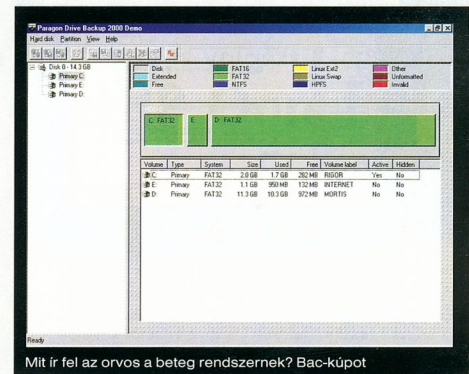 Paragon Drive Backup 2000 Demo
Hard disk Partition View Help
Disk 0 - 14.3 GB
Primary C:
Primary E:
Primary D:
Disk FAT16 Linux Ext2 Other
Extended FAT32 Linux Swap Unformatted
Free NTFS HPFS Invalid
C: FAT32 E: D: FAT32
Volume Type System Size Used Free Volume label Active Hidden
C: Primary FAT32 2.0 GB 1.7 GB 282 MB RIGOR Yes No
E: Primary FAT32 1.1 GB 950 MB 132 MB INTERNET No No
D: Primary FAT32 11.3 GB 10.3 GB 972 MB MORTIS No No
Ready
Mit ír fel az orvos a beteg rendszernek? Bac-kúpot